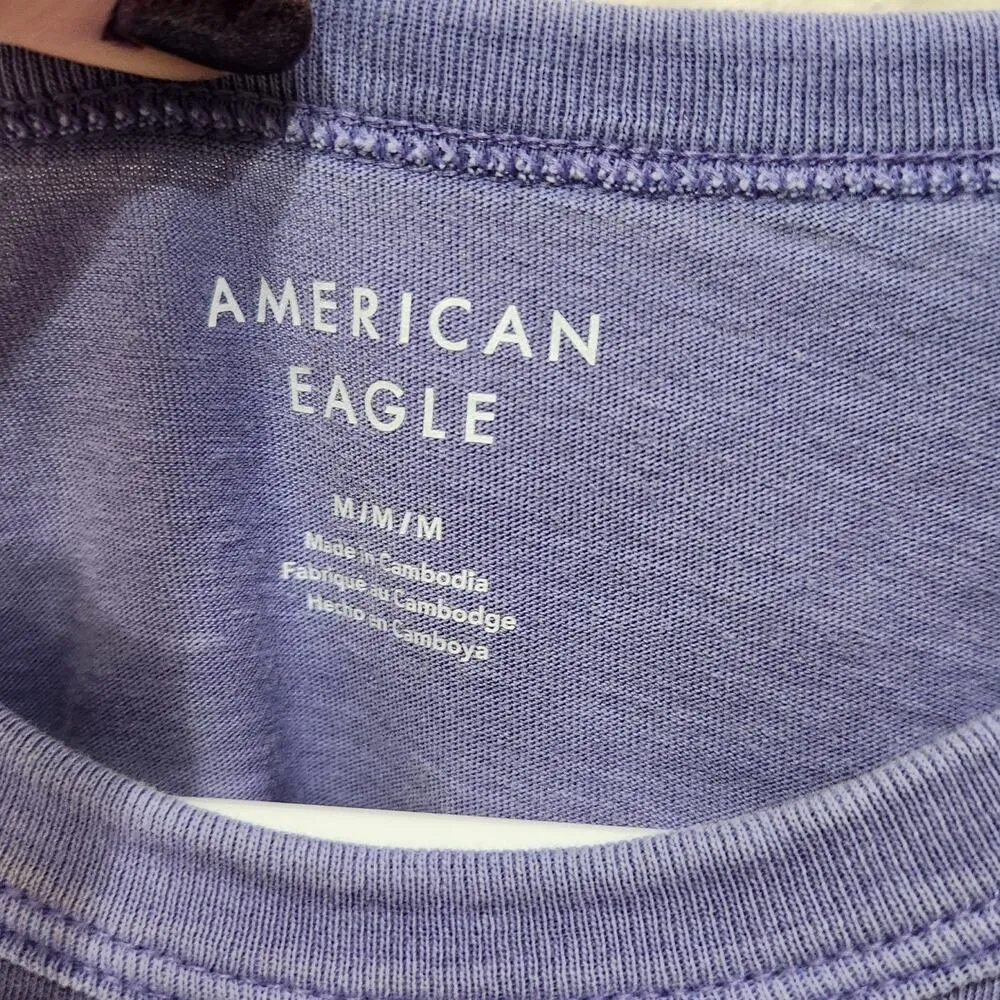 AMERICAN
EAGLE
M/M/M
Made in Cambodia
Fabriqué au Cambodge
Hecho en Camboya